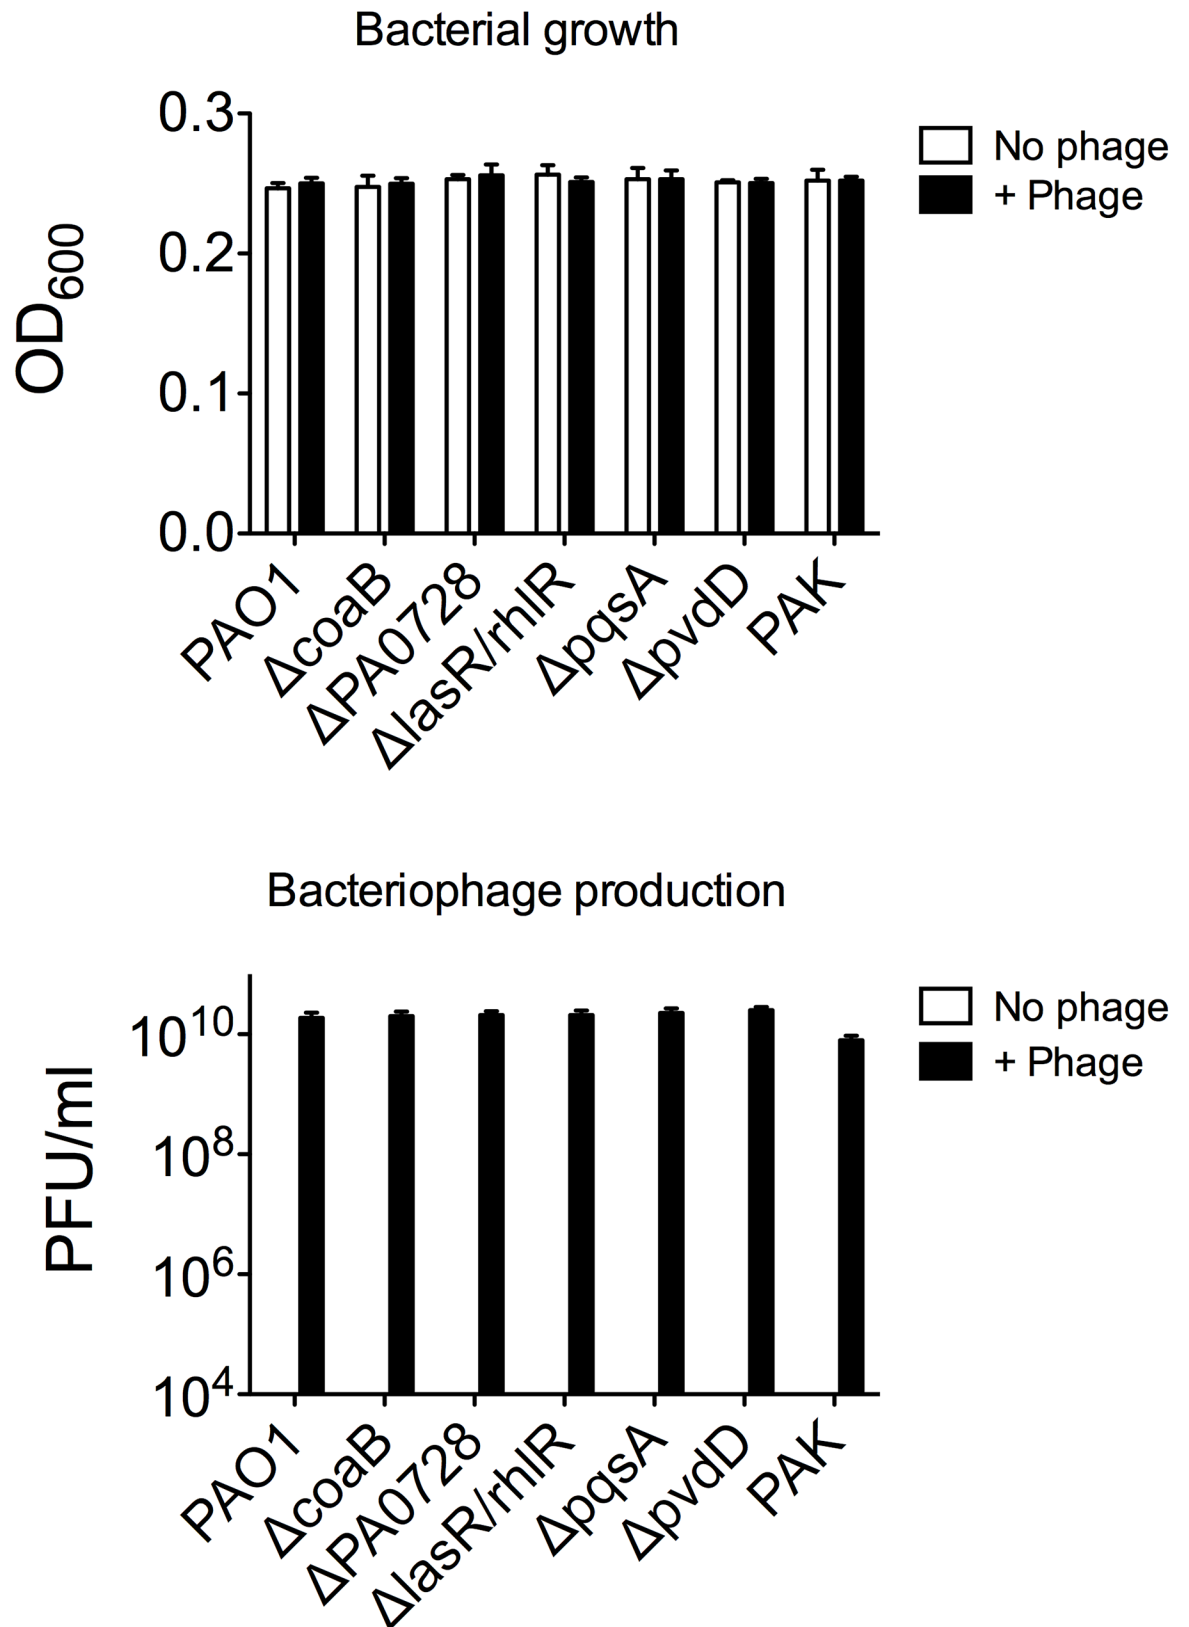 Bacterial growth
0.3
0.2
0.1
0.0
OD600
No phage
+ Phage
PAO1
ΔcoaB
ΔPA0728
ΔlasR/rhlR
ΔpqsA
ΔpvdD
PAK
Bacteriophage production
10^10
10^8
10^6
10^4
PFU/ml
No phage
+ Phage
PAO1
ΔcoaB
ΔPA0728
ΔlasR/rhlR
ΔpqsA
ΔpvdD
PAK